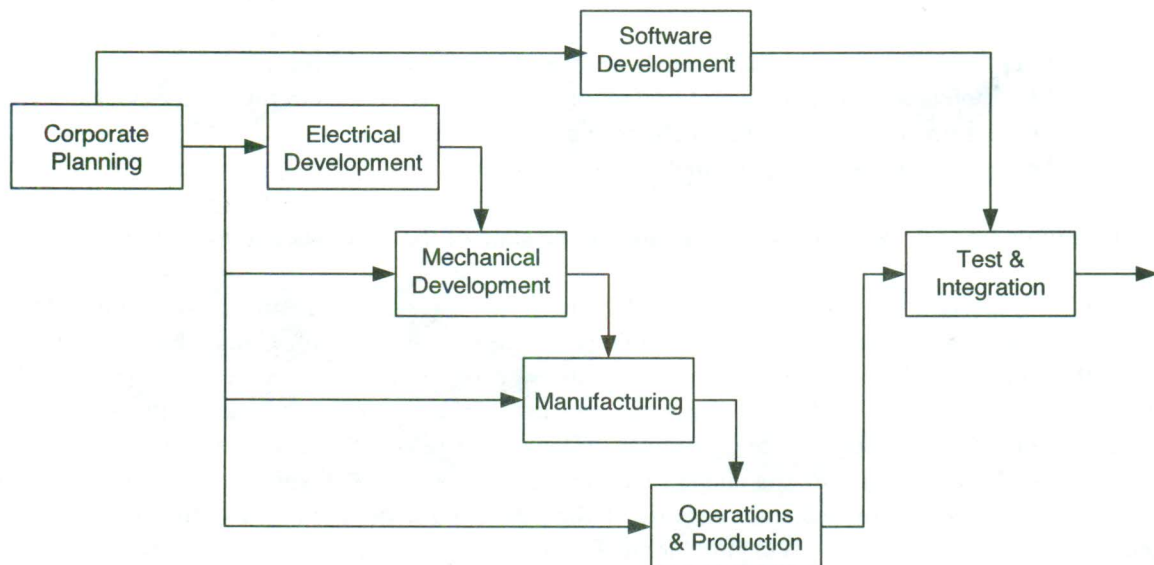 Software
Development
Corporate
Planning
Electrical
Development
Mechanical
Development
Test &
Integration
Manufacturing
Operations
& Production